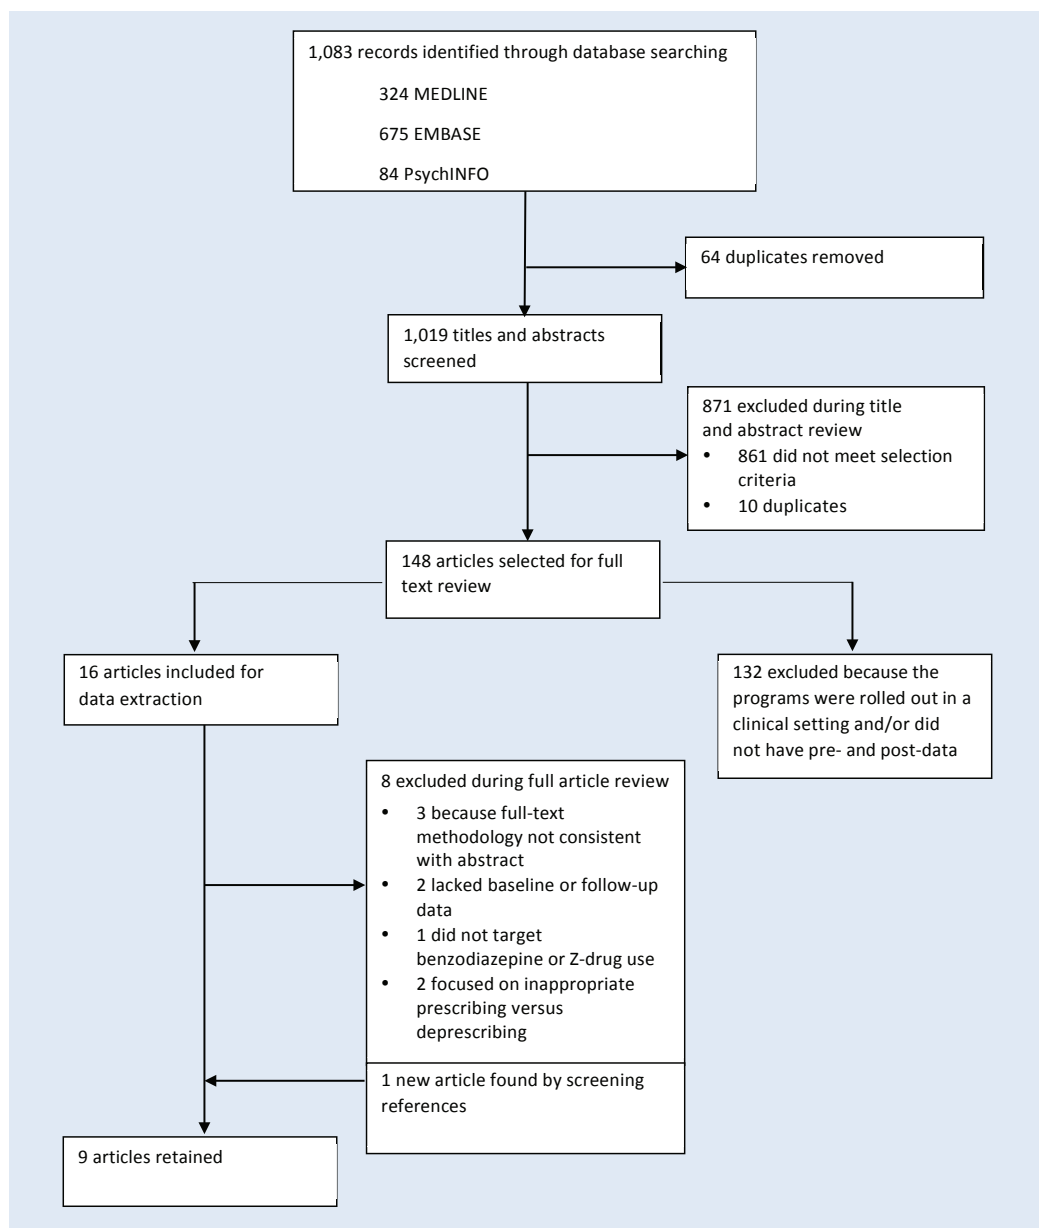 1,083 records identified through database searching
324 MEDLINE
675 EMBASE
84 PsychINFO
64 duplicates removed
1,019 titles and abstracts
screened
871 excluded during title
and abstract review
• 861 did not meet selection
criteria
• 10 duplicates
148 articles selected for full
text review
16 articles included for
data extraction
132 excluded because the
programs were rolled out in a
clinical setting and/or did
not have pre- and post-data
8 excluded during full article review
• 3 because full-text
methodology not consistent
with abstract
• 2 lacked baseline or follow-up
data
• 1 did not target
benzodiazepine or Z-drug use
• 2 focused on inappropriate
prescribing versus
deprescribing
1 new article found by screening
references
9 articles retained